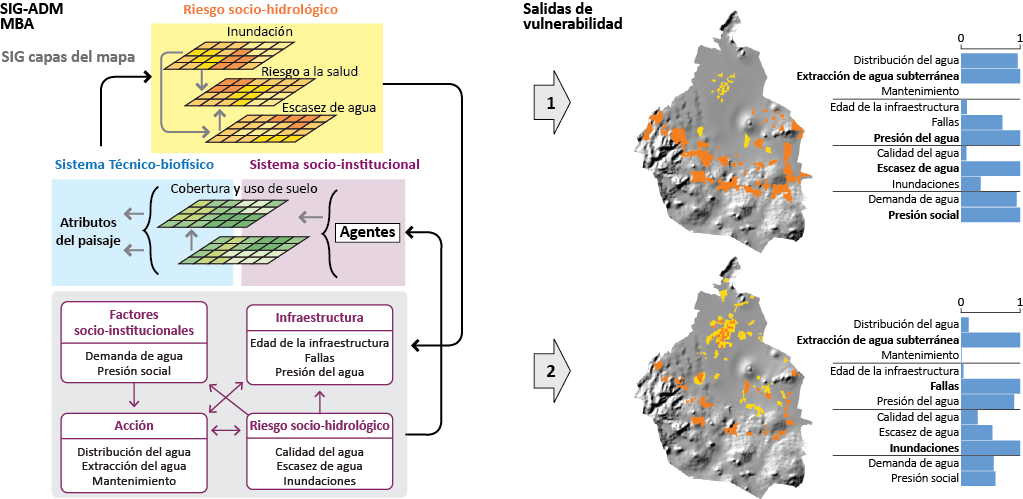 SIG-ADM
MBA
Riesgo socio-hidrológico
SIG capas del mapa
Inundación
Riesgo a la salud
Escasez de agua
Sistema Técnico-biofísico
Sistema socio-institucional
Cobertura y uso de suelo
Atributos
del paisaje
Agentes
Factores
socio-institucionales
Demanda de agua
Presión social
Infraestructura
Edad de la infraestructura
Fallas
Presión del agua
Acción
Distribución del agua
Extracción del agua
Mantenimiento
Riesgo socio-hidrológico
Calidad del agua
Escasez de agua
Inundaciones
Salidas de
vulnerabilidad
1
0 1
Distribución del agua
Extracción de agua subterránea
Mantenimiento
Edad de la infraestructura
Fallas
Presión del agua
Calidad del agua
Escasez de agua
Inundaciones
Demanda de agua
Presión social
2
0 1
Distribución del agua
Extracción de agua subterránea
Mantenimiento
Edad de la infraestructura
Fallas
Presión del agua
Calidad del agua
Escasez de agua
Inundaciones
Demanda de agua
Presión social